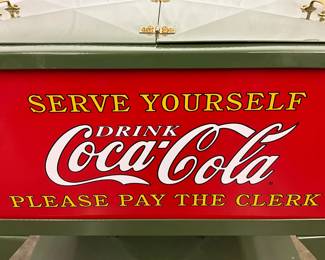 SERVE YOURSELF
DRINK
Coca-Cola
PLEASE PAY THE CLERK